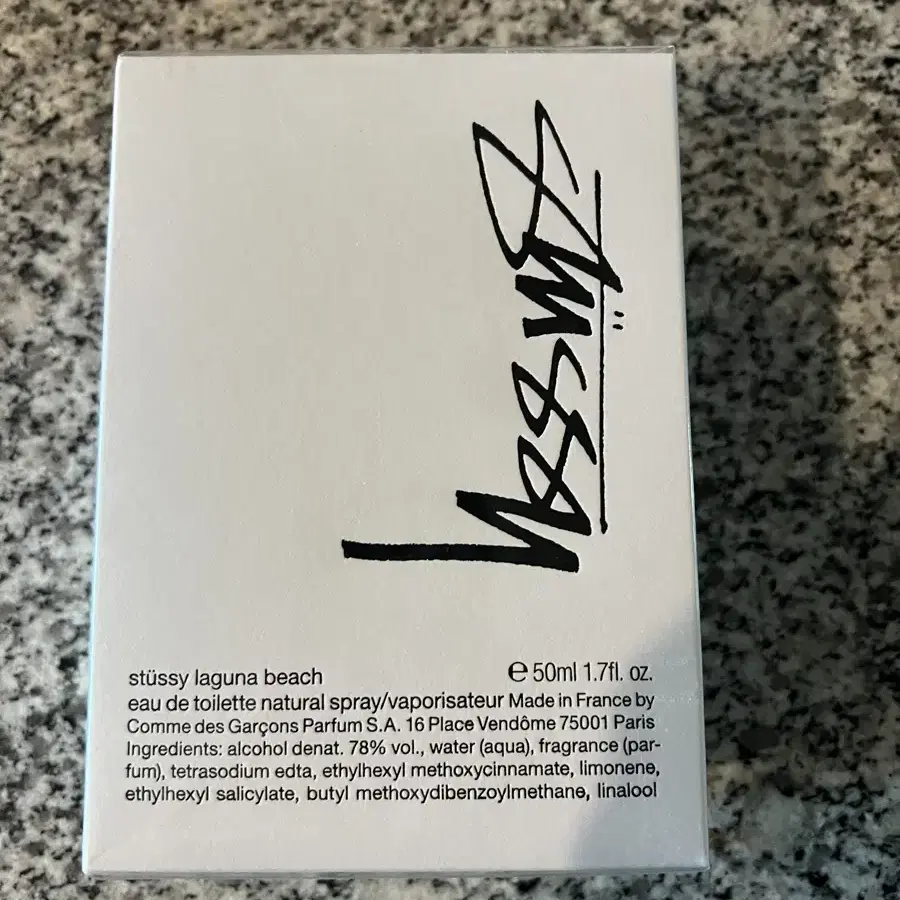 Stüssy
stüssy laguna beach ℮50ml 1.7fl. oz.
eau de toilette natural spray/vaporisateur Made in France by
Comme des Garçons Parfum S.A. 16 Place Vendôme 75001 Paris
Ingredients: alcohol denat. 78% vol., water (aqua), fragrance (par-
fum), tetrasodium edta, ethylhexyl methoxycinnamate, limonene,
ethylhexyl salicylate, butyl methoxydibenzoylmethane, linalool